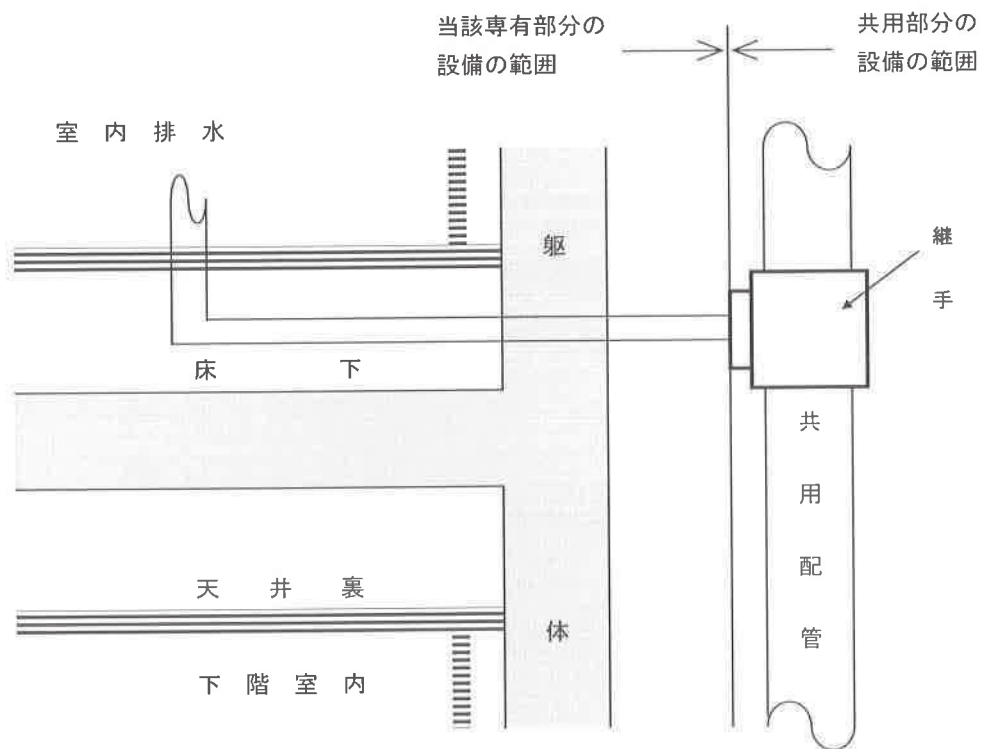 当該専有部分の
設備の範囲
共用部分の
設備の範囲
室内排水
躯体
継手
床下
共用配管
天井裏
下階室内